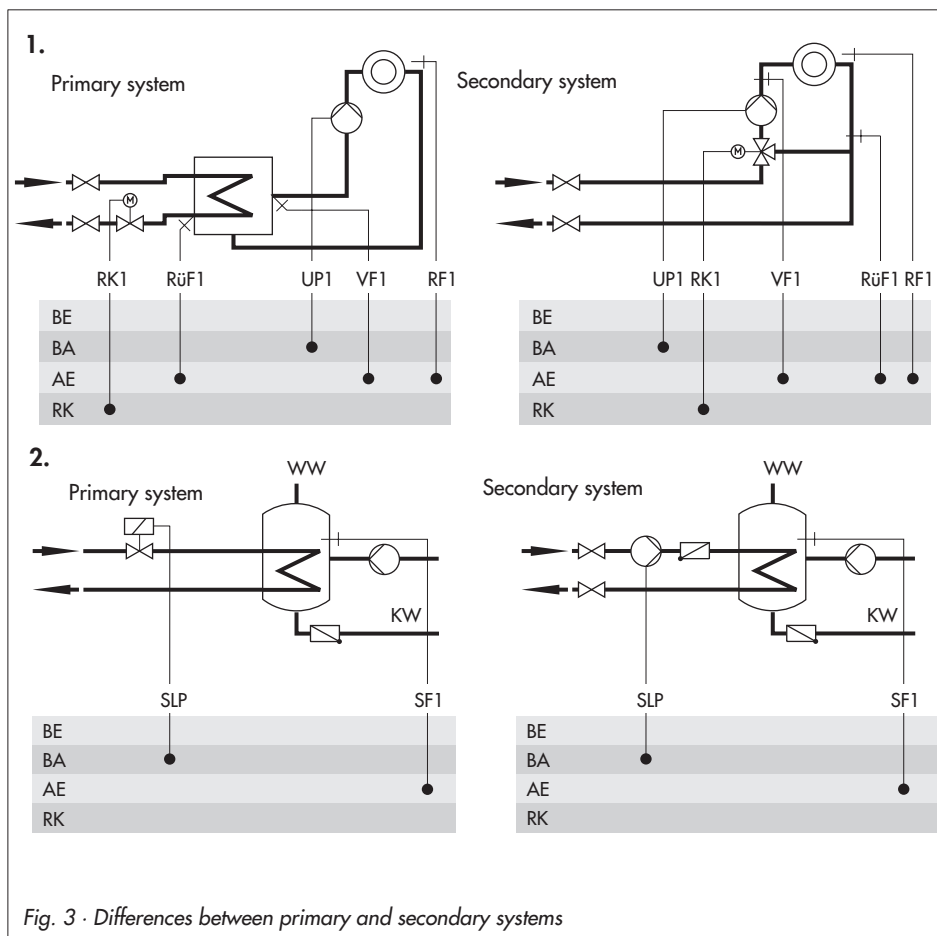 1.
Primary system
Secondary system
M
M
RK1 RüF1 UP1 VF1 RF1
UP1 RK1 VF1 RüF1 RF1
BE
BA
AE
RK
BE
BA
AE
RK
2.
Primary system
Secondary system
WW
WW
KW
KW
SLP SF1
SLP SF1
BE
BA
AE
RK
BE
BA
AE
RK
Fig. 3 · Differences between primary and secondary systems